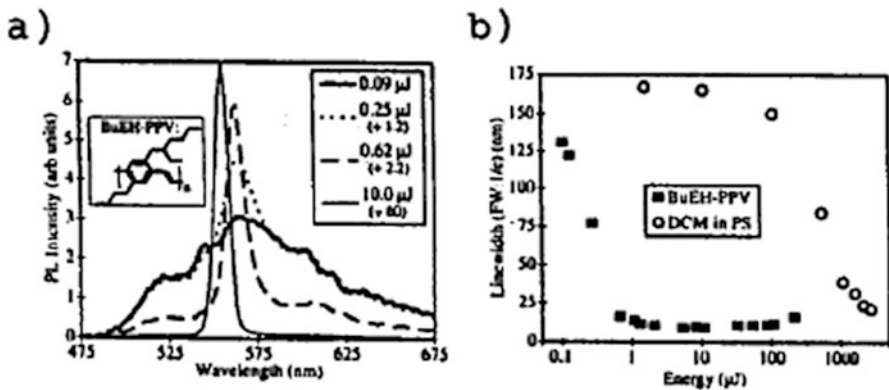 a)
7
6
5
4
3
2
1
0
PL Intensity (arb units)
BuEH-PPV:
n
0.09 µJ
0.25 µJ
(÷ 1.2)
0.62 µJ
(÷ 2.2)
10.0 µJ
(÷ 60)
475 525 575 625 675
Wavelength (nm)
b)
175
150
125
100
75
50
25
0
Linewidth (FW 1/e) (nm)
BuEH-PPV
DCM in PS
0.1 1 10 100 1000
Energy (µJ)